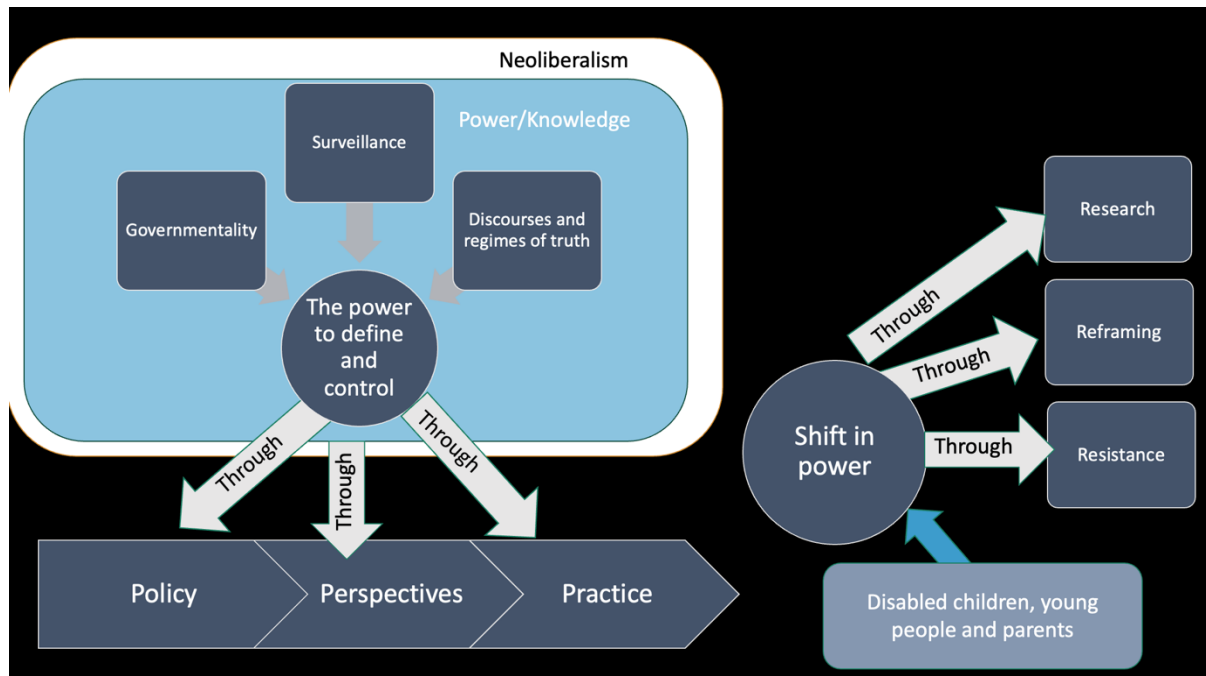 Neoliberalism
Power/Knowledge
Surveillance
Governmentality
Discourses and
regimes of truth
The power
to define
and
control
Through
Through
Through
Policy
Perspectives
Practice
Research
Reframing
Resistance
Through
Through
Through
Shift in
power
Disabled children, young
people and parents